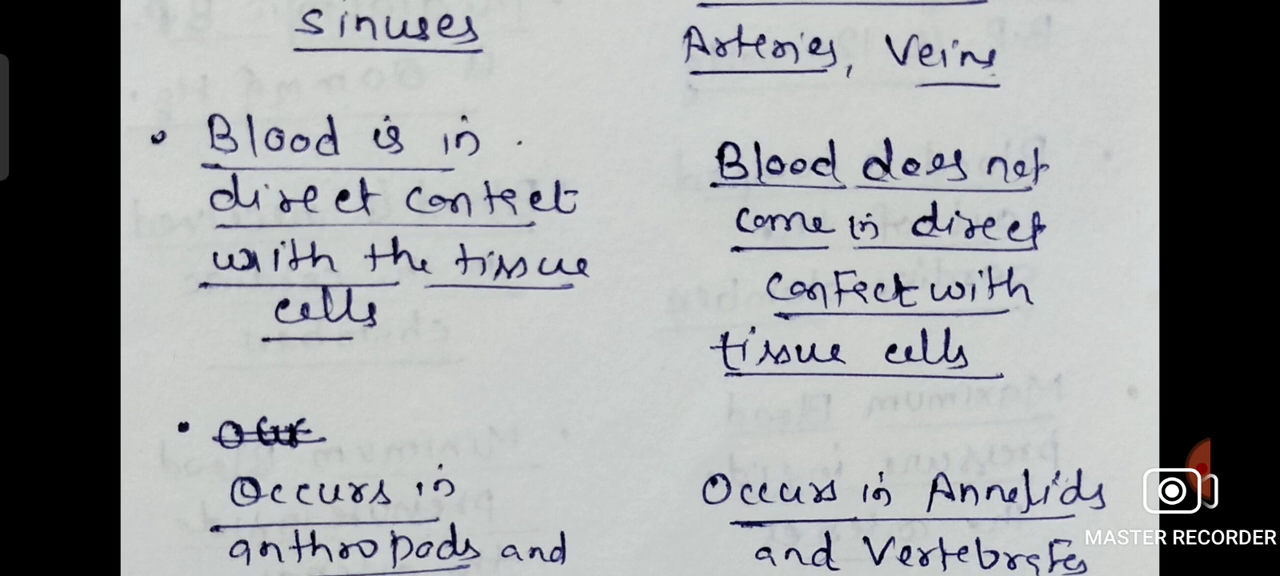 sinuses
Arteries, Veins
• Blood is in
direct contect
with the tissue
cells
Blood does not
come in direct
contect with
tissue cells
• Occurs in
anthropods and
Occurs in Annelids
and Vertebrates
MASTER RECORDER